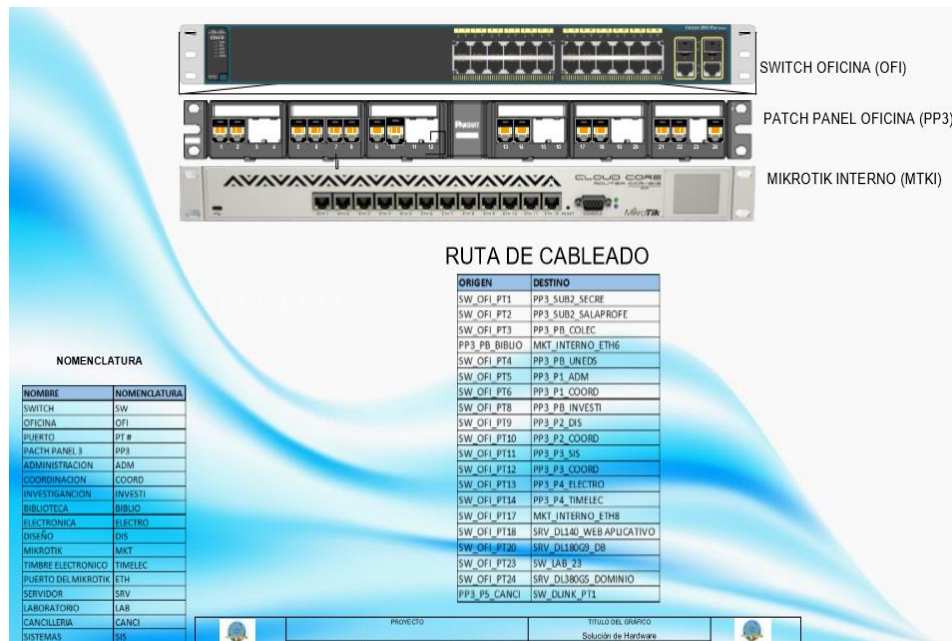 SWITCH OFICINA (OFI)
PATCH PANEL OFICINA (PP3)
CLOUD CORE
MikroTik
MIKROTIK INTERNO (MTKI)
RUTA DE CABLEADO
ORIGEN DESTINO
SW_OFI_PT1 PP3_SUB2_SECRE
SW_OFI_PT2 PP3_SUB2_SALAPROFE
SW_OFI_PT3 PP3_PB_COLEC
PP3_PB_BIBLIO MKT_INTERNO_ETH6
SW_OFI_PT4 PP3_PB_UNEDS
SW_OFI_PT5 PP3_P1_ADM
SW_OFI_PT6 PP3_P1_COORD
SW_OFI_PT8 PP3_PB_INVESTI
SW_OFI_PT9 PP3_P2_DIS
SW_OFI_PT10 PP3_P2_COORD
SW_OFI_PT11 PP3_P3_SIS
SW_OFI_PT12 PP3_P3_COORD
SW_OFI_PT13 PP3_P4_ELECTRO
SW_OFI_PT14 PP3_P4_TIMELEC
SW_OFI_PT17 MKT_INTERNO_ETH8
SW_OFI_PT18 SRV_DL140_WEB APLICATIVO
SW_OFI_PT20 SRV_DL180G9_DB
SW_OFI_PT23 SW_LAB_23
SW_OFI_PT24 SRV_DL380G5_DOMINIO
PP3_P5_CANCI SW_DLINK_PT1
NOMENCLATURA
NOMBRE NOMENCLATURA
SWITCH SW
OFICINA OFI
PUERTO PT #
PACTH PANEL 3 PP3
ADMINISTRACION ADM
COORDINACION COORD
INVESTIGANCION INVESTI
BIBLIOTECA BIBLIO
ELECTRONICA ELECTRO
DISEÑO DIS
MIKROTIK MKT
TIMBRE ELECTRONICO TIMELEC
PUERTO DEL MIKROTIK ETH
SERVIDOR SRV
LABORATORIO LAB
CANCILLERIA CANCI
SISTEMAS SIS
PROYECTO TITULO DEL GRÁFICO
Solución de Hardware